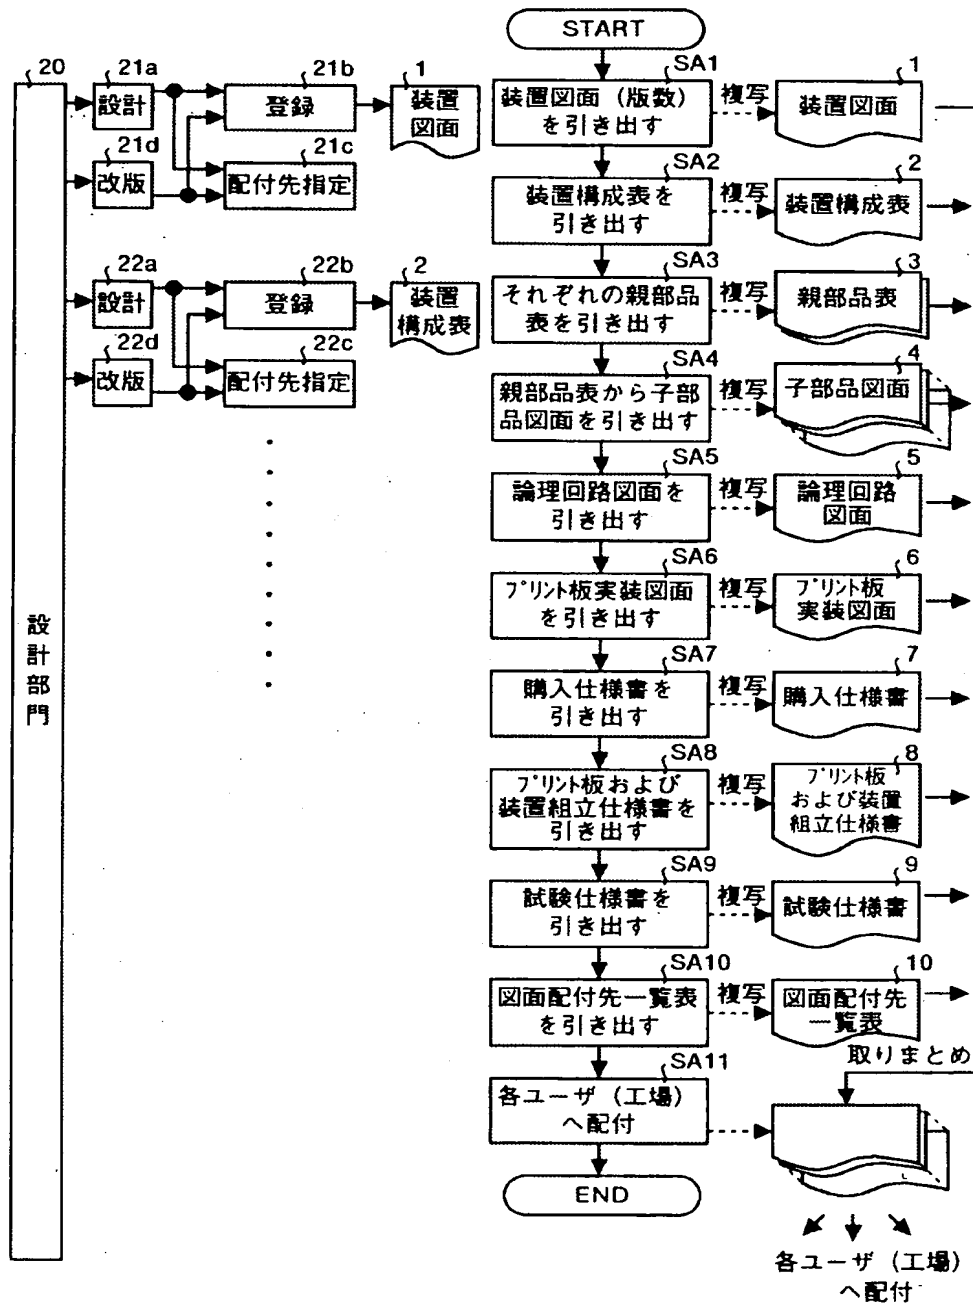 20
設計部門
21a
設計
21b
登録
1
装置
図面
21d
改版
21c
配付先指定
22a
設計
22b
登録
2
装置
構成表
22d
改版
22c
配付先指定
START
SA1
装置図面(版数)
を引き出す
複写
1
装置図面
SA2
装置構成表を
引き出す
複写
2
装置構成表
SA3
それぞれの親部品
表を引き出す
複写
3
親部品表
SA4
親部品表から子部
品図面を引き出す
複写
4
子部品図面
SA5
論理回路図面を
引き出す
複写
5
論理回路
図面
SA6
プリント板実装図面
を引き出す
複写
6
プリント板
実装図面
SA7
購入仕様書を
引き出す
複写
7
購入仕様書
SA8
プリント板および
装置組立仕様書を
引き出す
複写
8
プリント板
および装置
組立仕様書
SA9
試験仕様書を
引き出す
複写
9
試験仕様書
SA10
図面配付先一覧表
を引き出す
複写
10
図面配付先
一覧表
取りまとめ
SA11
各ユーザ(工場)
へ配付
END
各ユーザ(工場)
へ配付